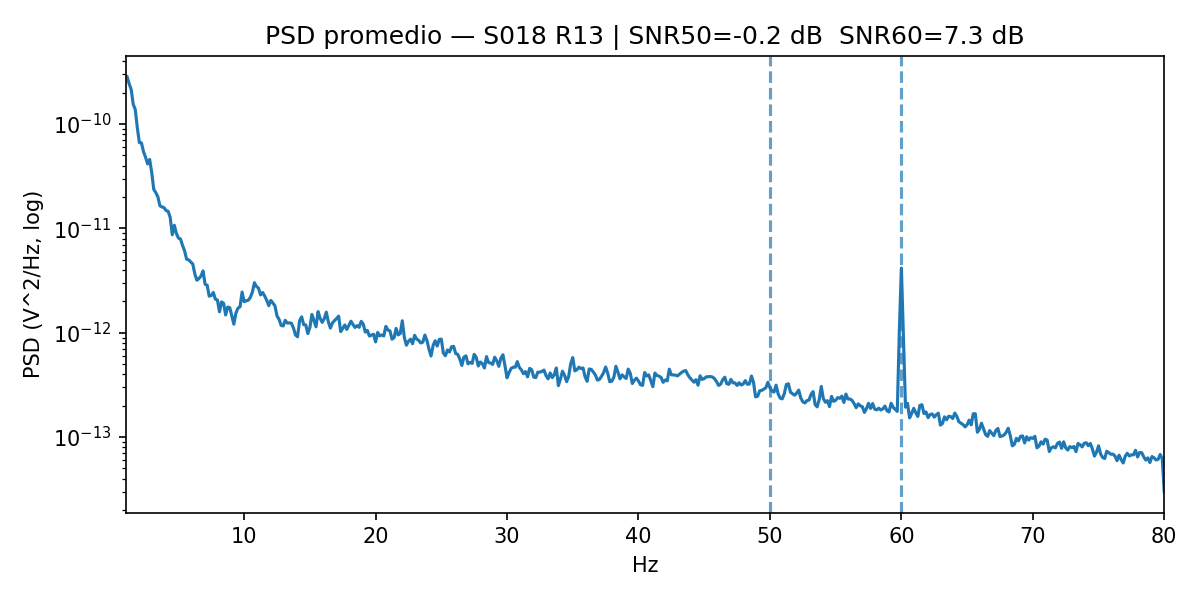 PSD promedio — S018 R13 | SNR50=-0.2 dB  SNR60=7.3 dB
PSD (V^2/Hz, log)
10⁻¹⁰
10⁻¹¹
10⁻¹²
10⁻¹³
10 20 30 40 50 60 70 80
Hz